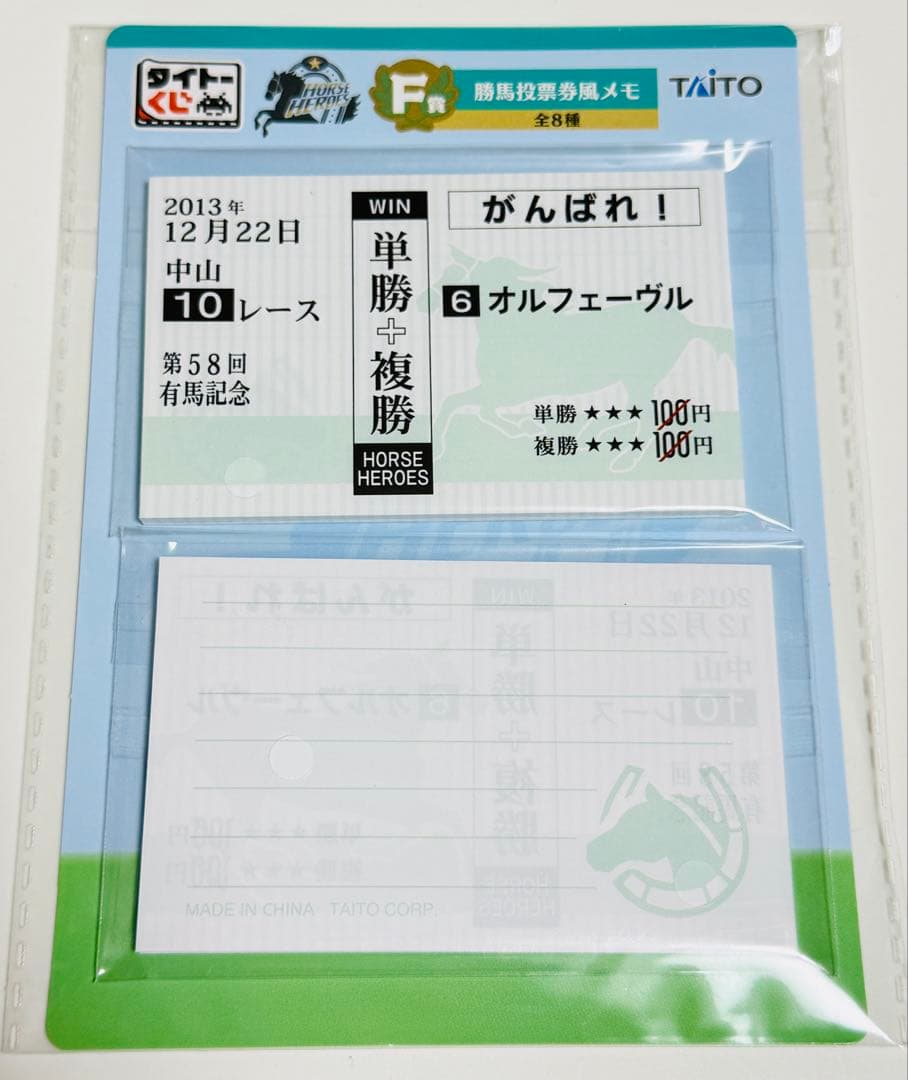 タイトー
くじ
HORSE
HEROES
F賞
勝馬投票券風メモ
全8種
TAITO
2013年
12月22日
中山
10レース
第58回
有馬記念
WIN
単勝+複勝
HORSE
HEROES
がんばれ！
6 オルフェーヴル
単勝★★★100円
複勝★★★100円
MADE IN CHINA TAITO CORP.